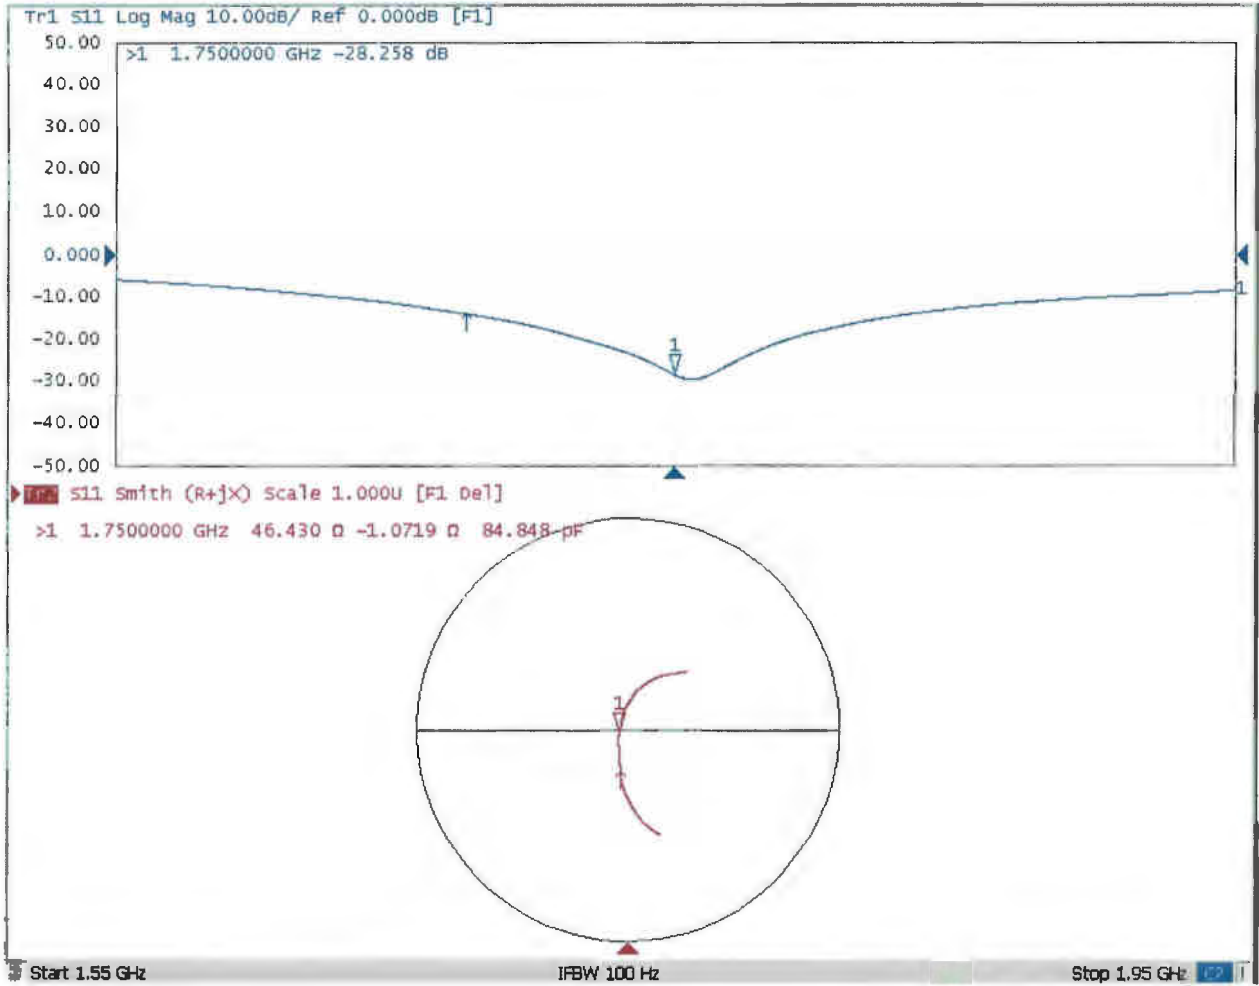 Tr1 S11 Log Mag 10.00dB/ Ref 0.000dB [F1]
50.00
>1 1.7500000 GHz -28.258 dB
40.00
30.00
20.00
10.00
0.000
-10.00
1
-20.00
1
-30.00
-40.00
-50.00
S11 Smith (R+jX) Scale 1.000U [F1 Del]
>1 1.7500000 GHz 46.430 Ω -1.0719 Ω 84.848 pF
1
Start 1.55 GHz IFBW 100 Hz Stop 1.95 GHz